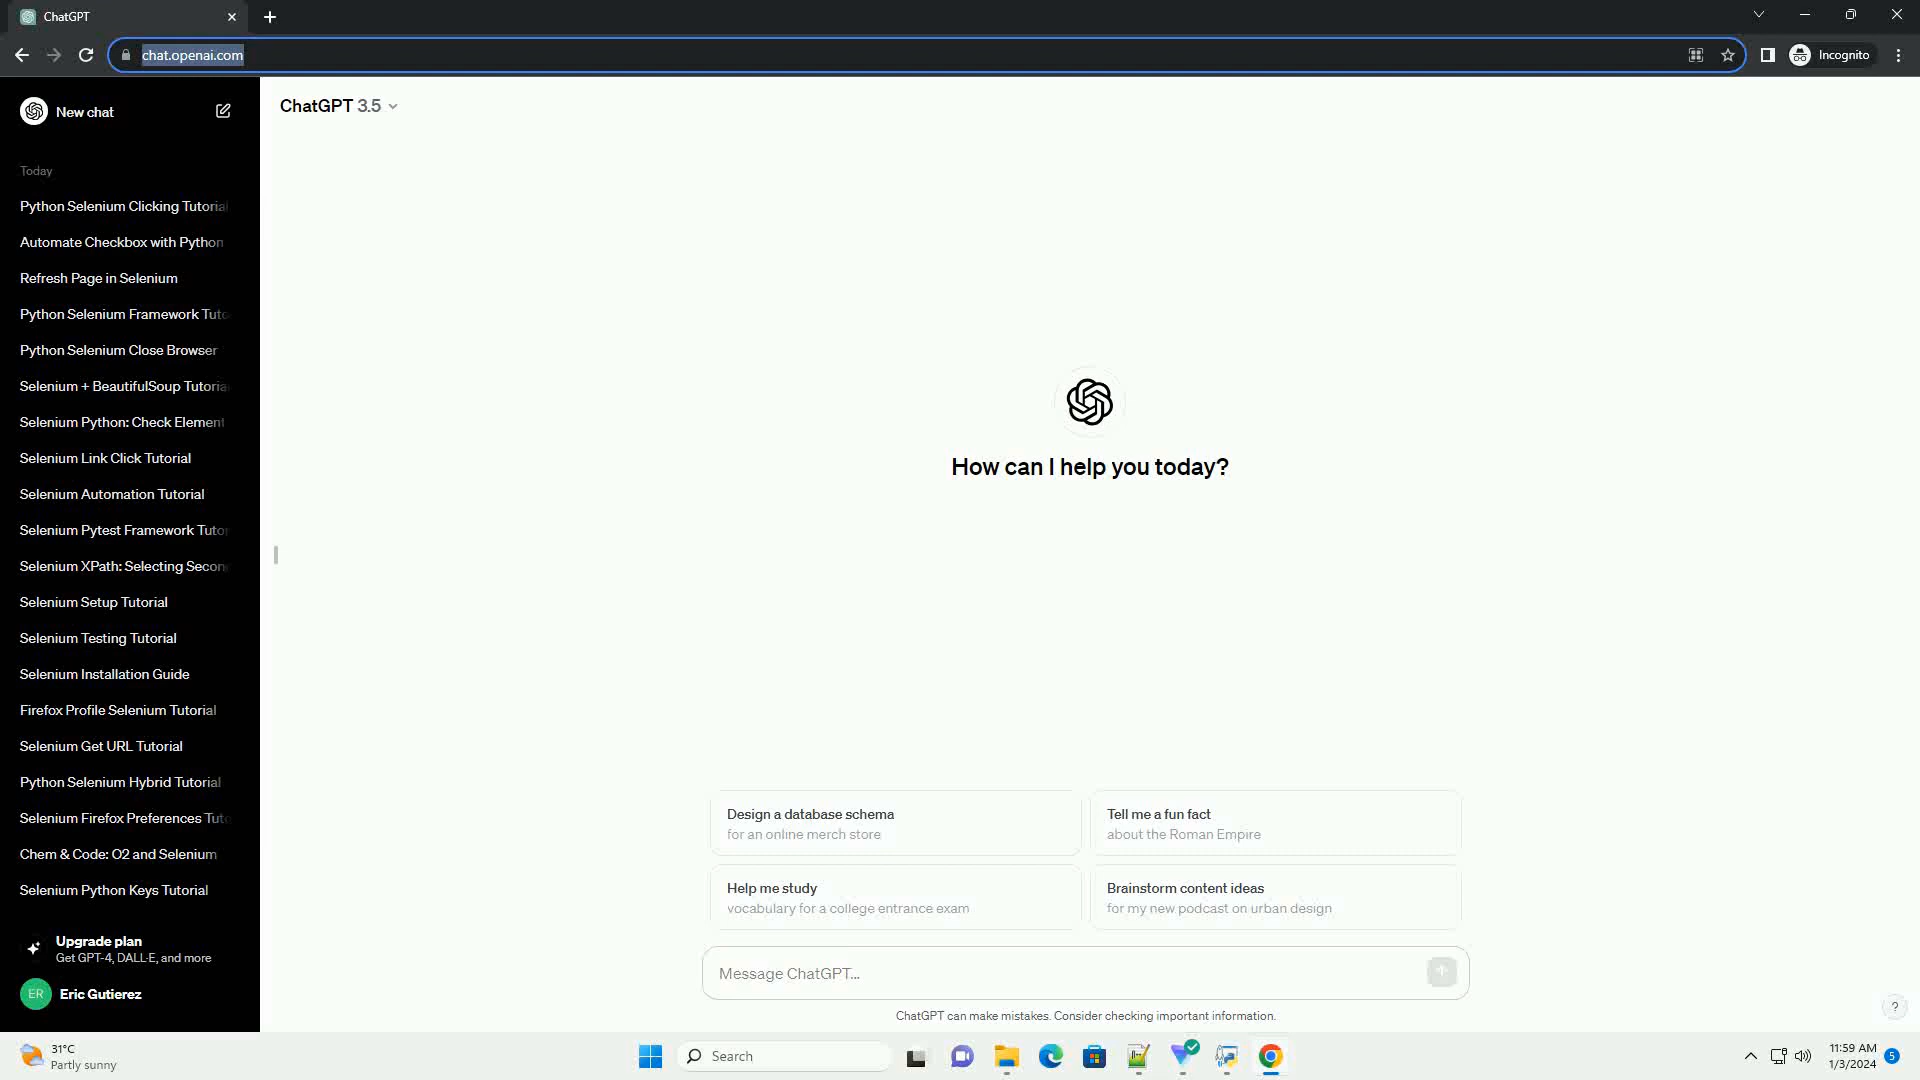 ChatGPT
chat.openai.com
Incognito
New chat
ChatGPT 3.5
Today
Python Selenium Clicking Tutorial
Automate Checkbox with Python
Refresh Page in Selenium
Python Selenium Framework Tuto
Python Selenium Close Browser
Selenium + BeautifulSoup Tutoria
Selenium Python: Check Element
Selenium Link Click Tutorial
Selenium Automation Tutorial
Selenium Pytest Framework Tutor
Selenium XPath: Selecting Secon
Selenium Setup Tutorial
Selenium Testing Tutorial
Selenium Installation Guide
Firefox Profile Selenium Tutorial
Selenium Get URL Tutorial
Python Selenium Hybrid Tutorial
Selenium Firefox Preferences Tuto
Chem & Code: O2 and Selenium
Selenium Python Keys Tutorial
Upgrade plan
Get GPT-4, DALL·E, and more
ER
Eric Gutierez
How can I help you today?
Design a database schema
for an online merch store
Tell me a fun fact
about the Roman Empire
Help me study
vocabulary for a college entrance exam
Brainstorm content ideas
for my new podcast on urban design
Message ChatGPT...
ChatGPT can make mistakes. Consider checking important information.
?
31°C
Partly sunny
Search
11:59 AM
1/3/2024
5